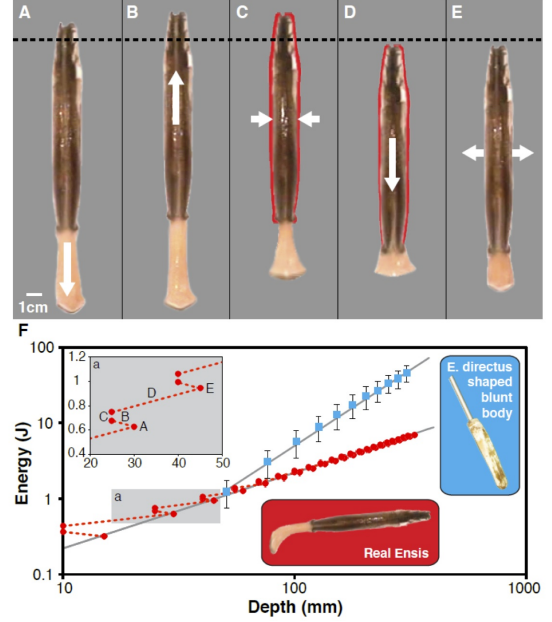 A B C D E
1cm
F
100
10
1
0.1
Energy (J)
10 100 1000
Depth (mm)
a
1.2
1
0.8
0.6
0.4
20 30 40 50
C B A D E
a
E. directus
shaped
blunt
body
Real Ensis